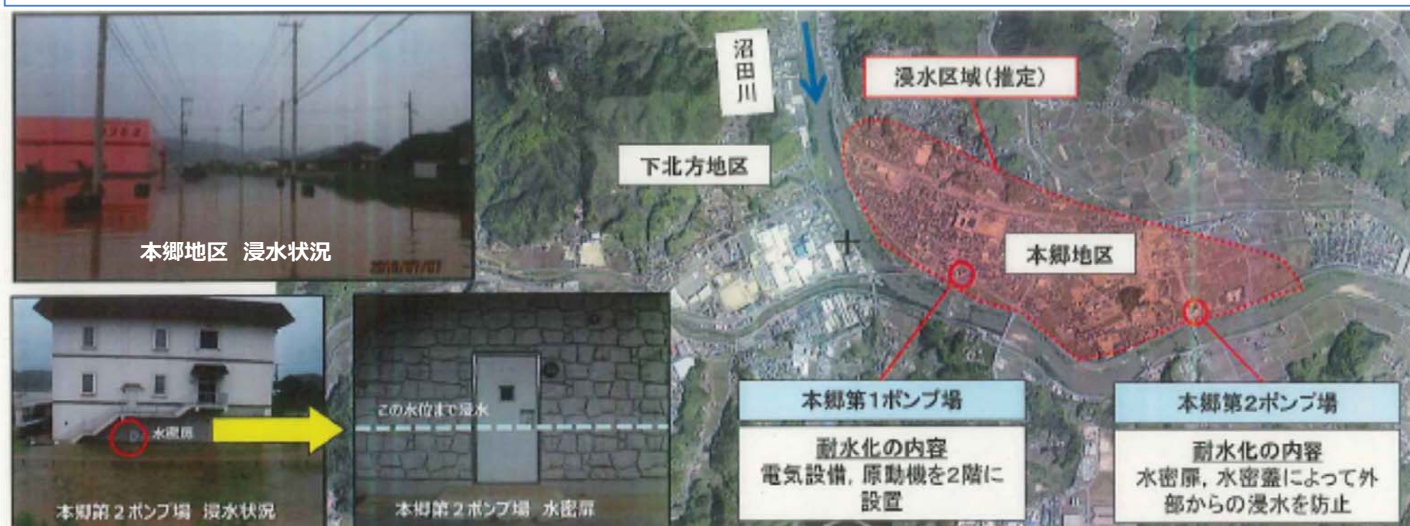 沼田川
浸水区域(推定)
下北方地区
本郷地区
本郷地区 浸水状況
2018/07/07
水密扉
本郷第2ポンプ場 浸水状況
この水位まで浸水
本郷第2ポンプ場 水密扉
本郷第1ポンプ場
耐水化の内容
電気設備, 原動機を2階に
設置
本郷第2ポンプ場
耐水化の内容
水密扉, 水密蓋によって外
部からの浸水を防止